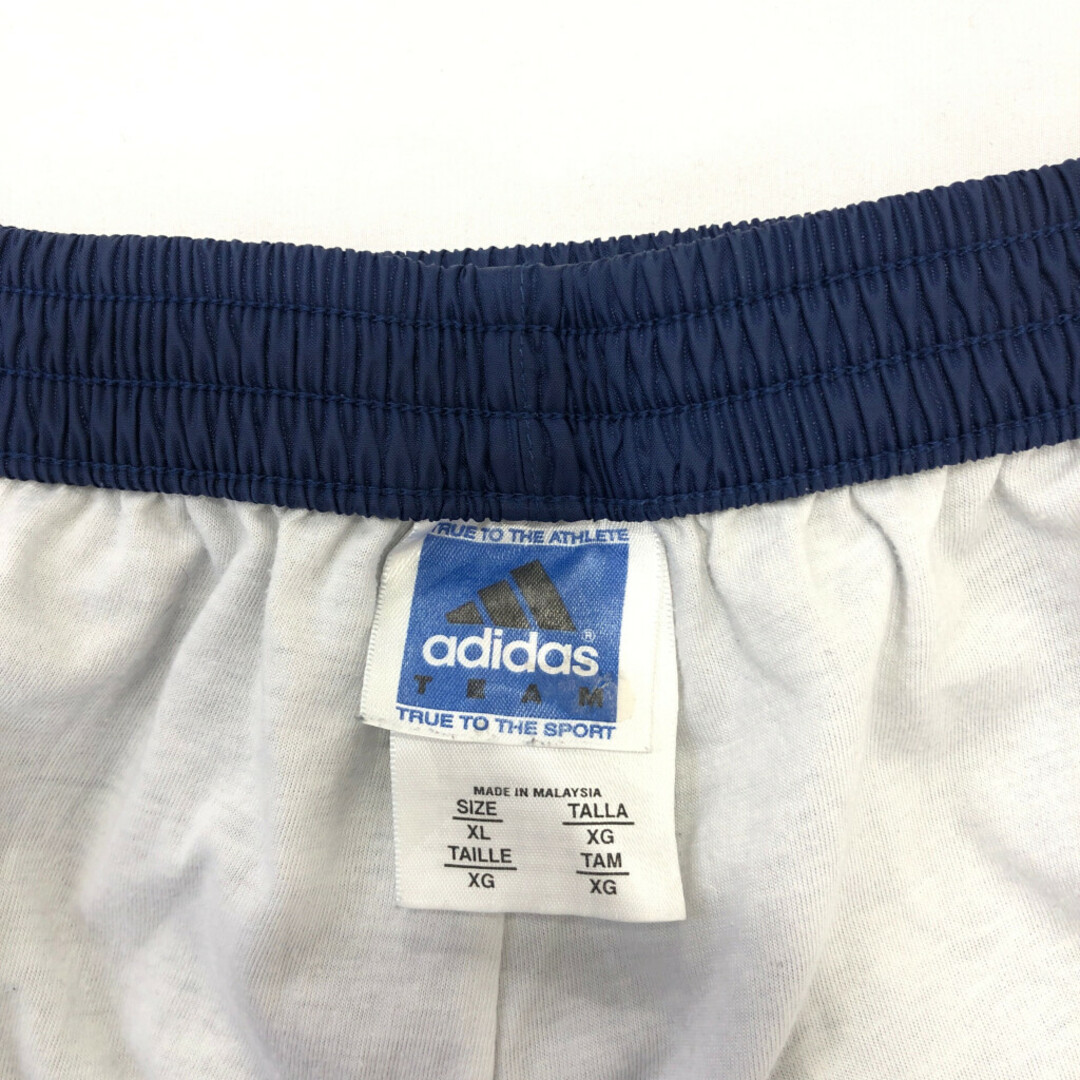 TRUE TO THE ATHLETE
adidas®
TEAM
TRUE TO THE SPORT
MADE IN MALAYSIA
SIZE TALLA
XL XG
TAILLE TAM
XG XG